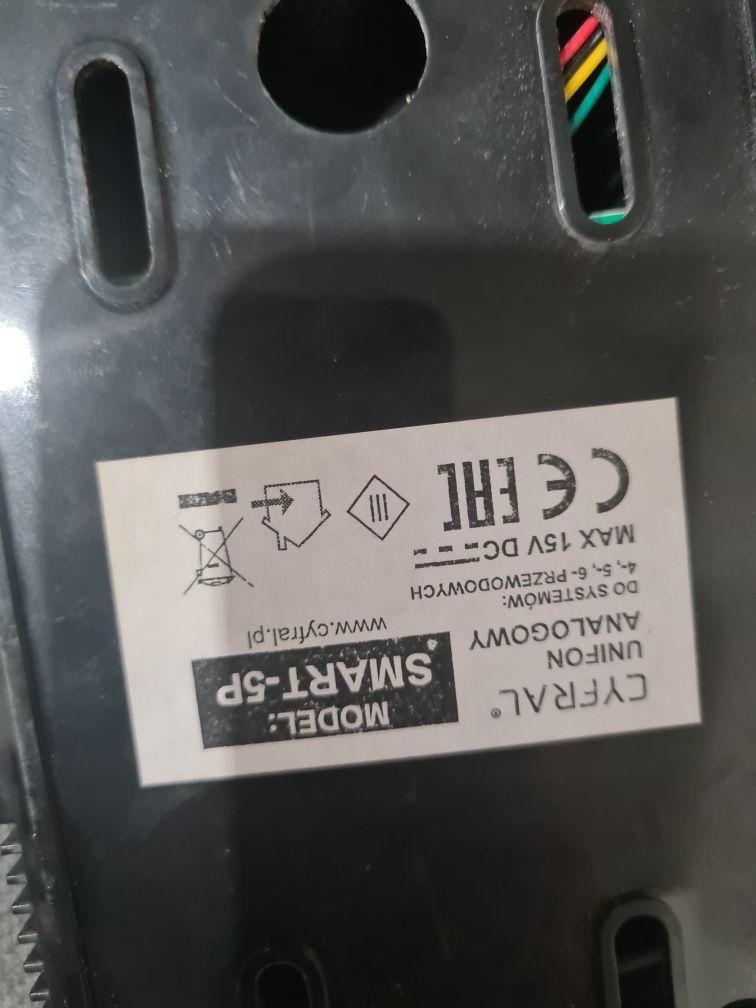 CYFRAL®
UNIFON
ANALOGOWY
DO SYSTEMÓW:
4-, 5-, 6- PRZEWODOWYCH
MAX 15V DC
MODEL:
SMART-5P
www.cyfral.pl
CE EAC